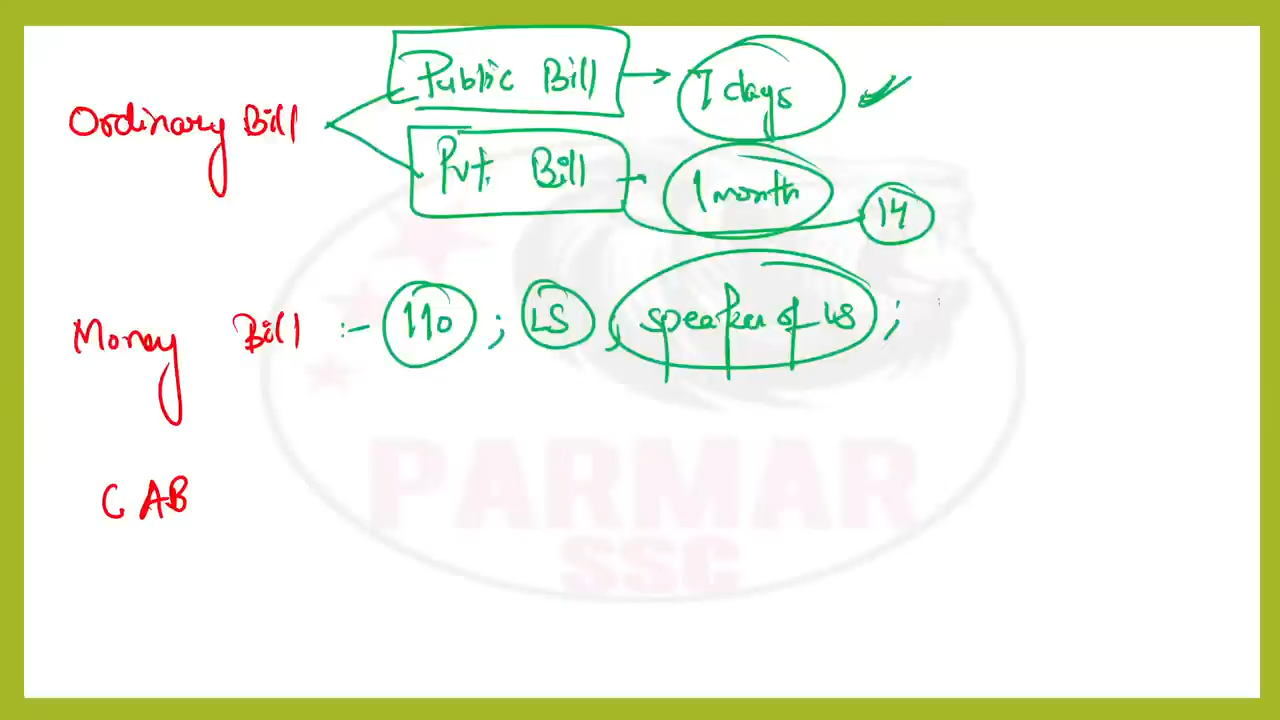 Public Bill → 7 days
Ordinary Bill
Pvt. Bill 1 month
14
Money Bill :- 110 ; LS , speaker of LS ;
CAB
PARMAR
SSC